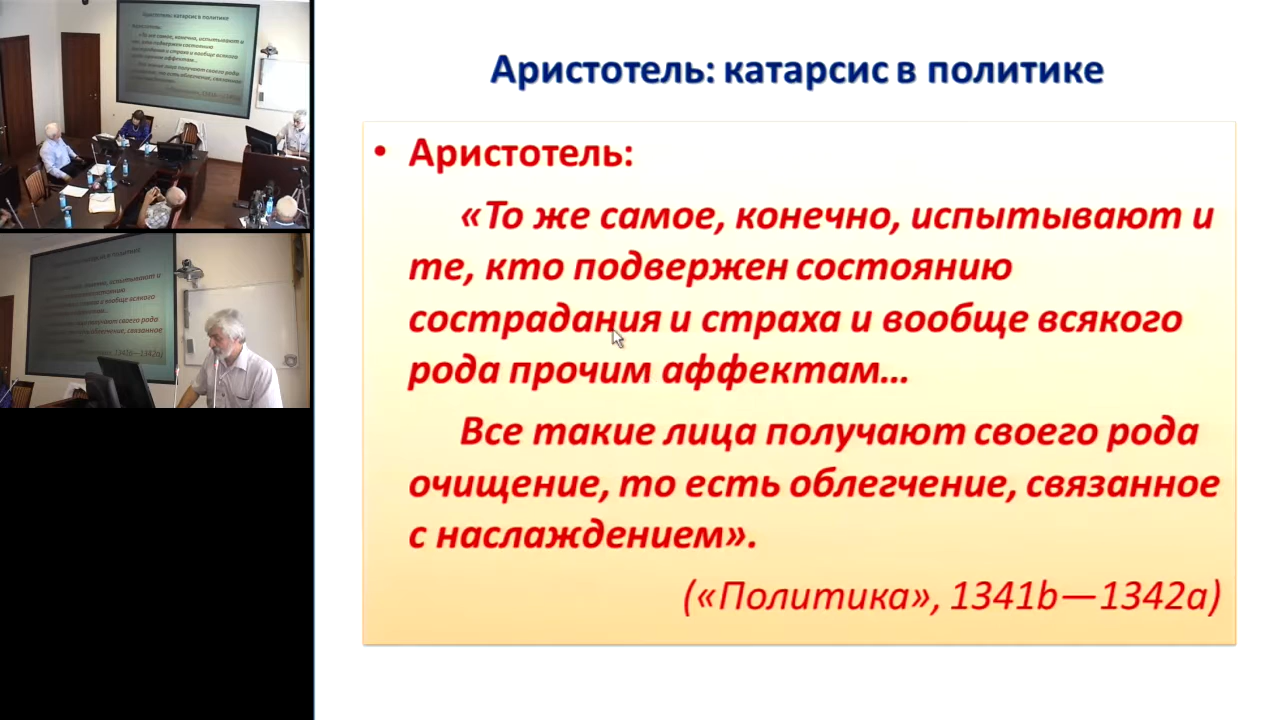 Аристотель: катарсис в политике
• Аристотель:
«То же самое, конечно, испытывают и
те, кто подвержен состоянию
сострадания и страха и вообще всякого
рода прочим аффектам…
Все такие лица получают своего рода
очищение, то есть облегчение, связанное
с наслаждением».
(«Политика», 1341b—1342a)